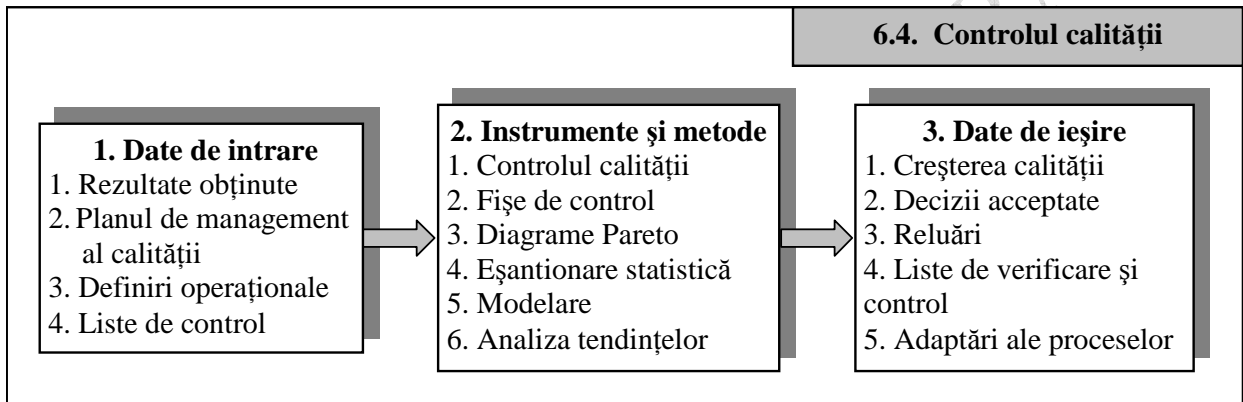 6.4. Controlul calității
1. Date de intrare
1. Rezultate obținute
2. Planul de management
al calității
3. Definiri operaționale
4. Liste de control
2. Instrumente şi metode
1. Controlul calității
2. Fişe de control
3. Diagrame Pareto
4. Eşantionare statistică
5. Modelare
6. Analiza tendințelor
3. Date de ieşire
1. Creşterea calității
2. Decizii acceptate
3. Reluări
4. Liste de verificare şi
control
5. Adaptări ale proceselor